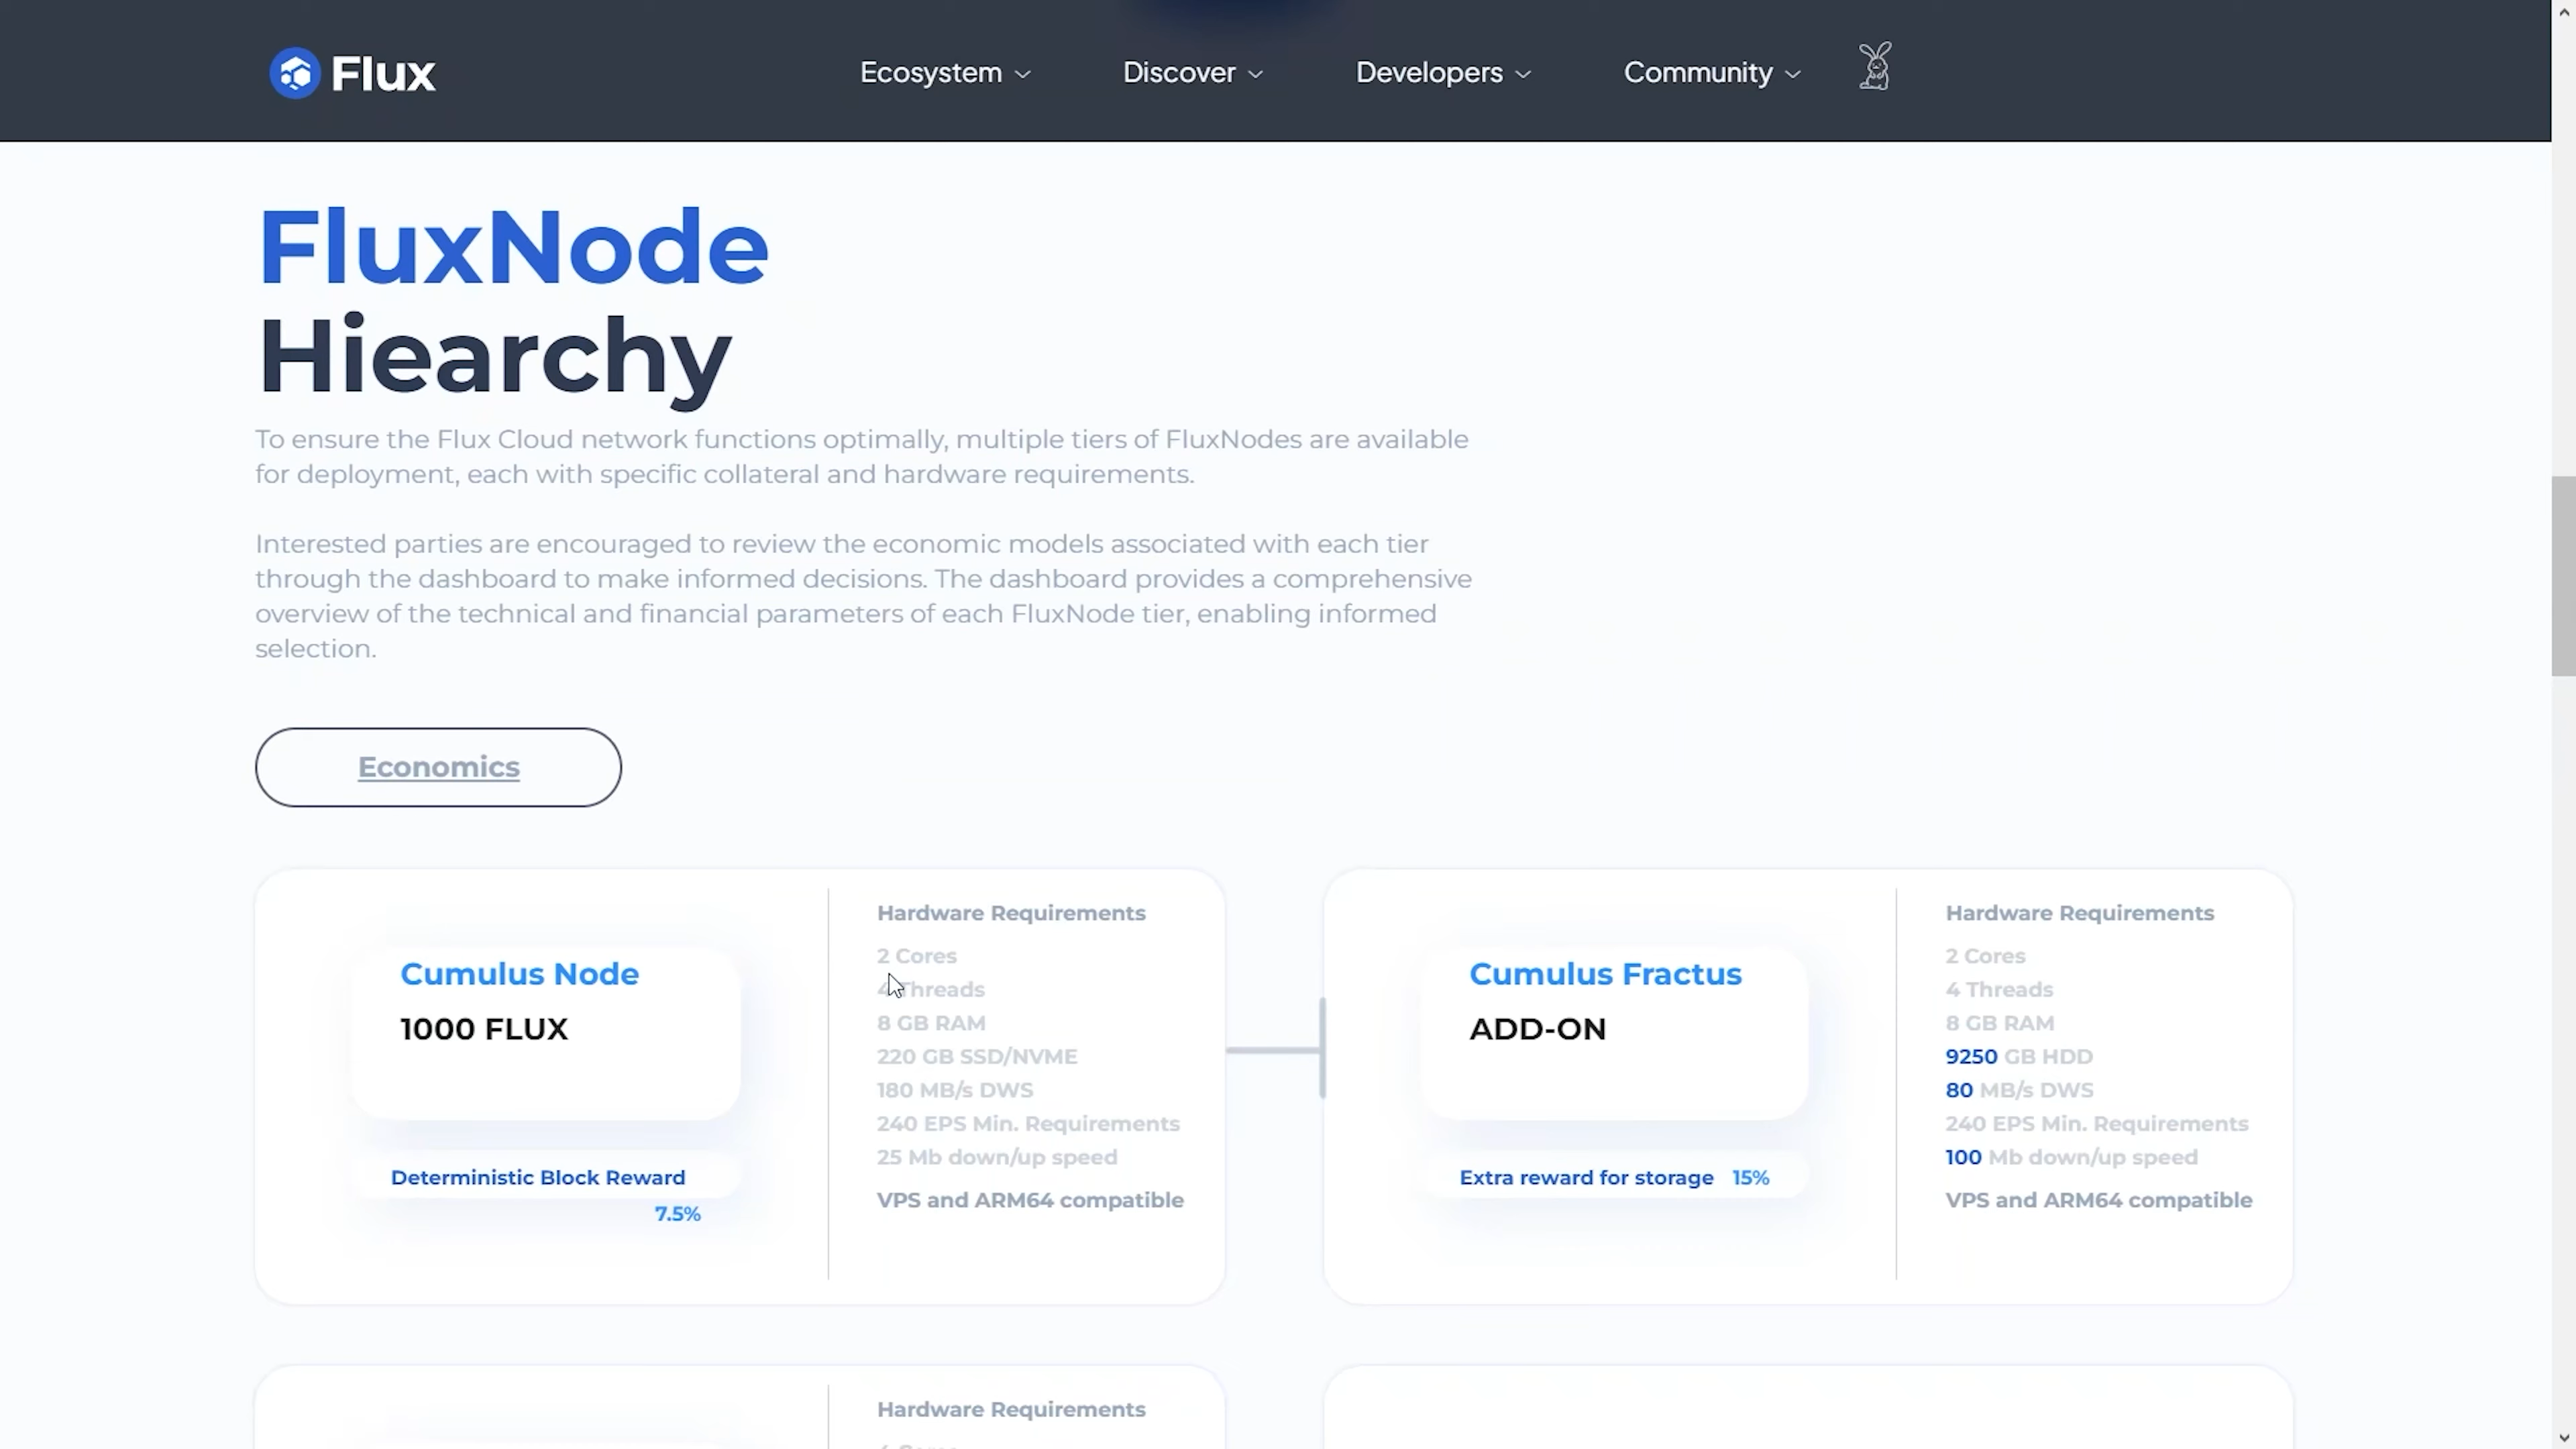 Flux
Ecosystem
Discover
Developers
Community
FluxNode
Hiearchy
To ensure the Flux Cloud network functions optimally, multiple tiers of FluxNodes are available
for deployment, each with specific collateral and hardware requirements.
Interested parties are encouraged to review the economic models associated with each tier
through the dashboard to make informed decisions. The dashboard provides a comprehensive
overview of the technical and financial parameters of each FluxNode tier, enabling informed
selection.
Economics
Cumulus Node
1000 FLUX
Deterministic Block Reward
7.5%
Hardware Requirements
2 Cores
4 Threads
8 GB RAM
220 GB SSD/NVME
180 MB/s DWS
240 EPS Min. Requirements
25 Mb down/up speed
VPS and ARM64 compatible
Cumulus Fractus
ADD-ON
Extra reward for storage 15%
Hardware Requirements
2 Cores
4 Threads
8 GB RAM
9250 GB HDD
80 MB/s DWS
240 EPS Min. Requirements
100 Mb down/up speed
VPS and ARM64 compatible
Hardware Requirements